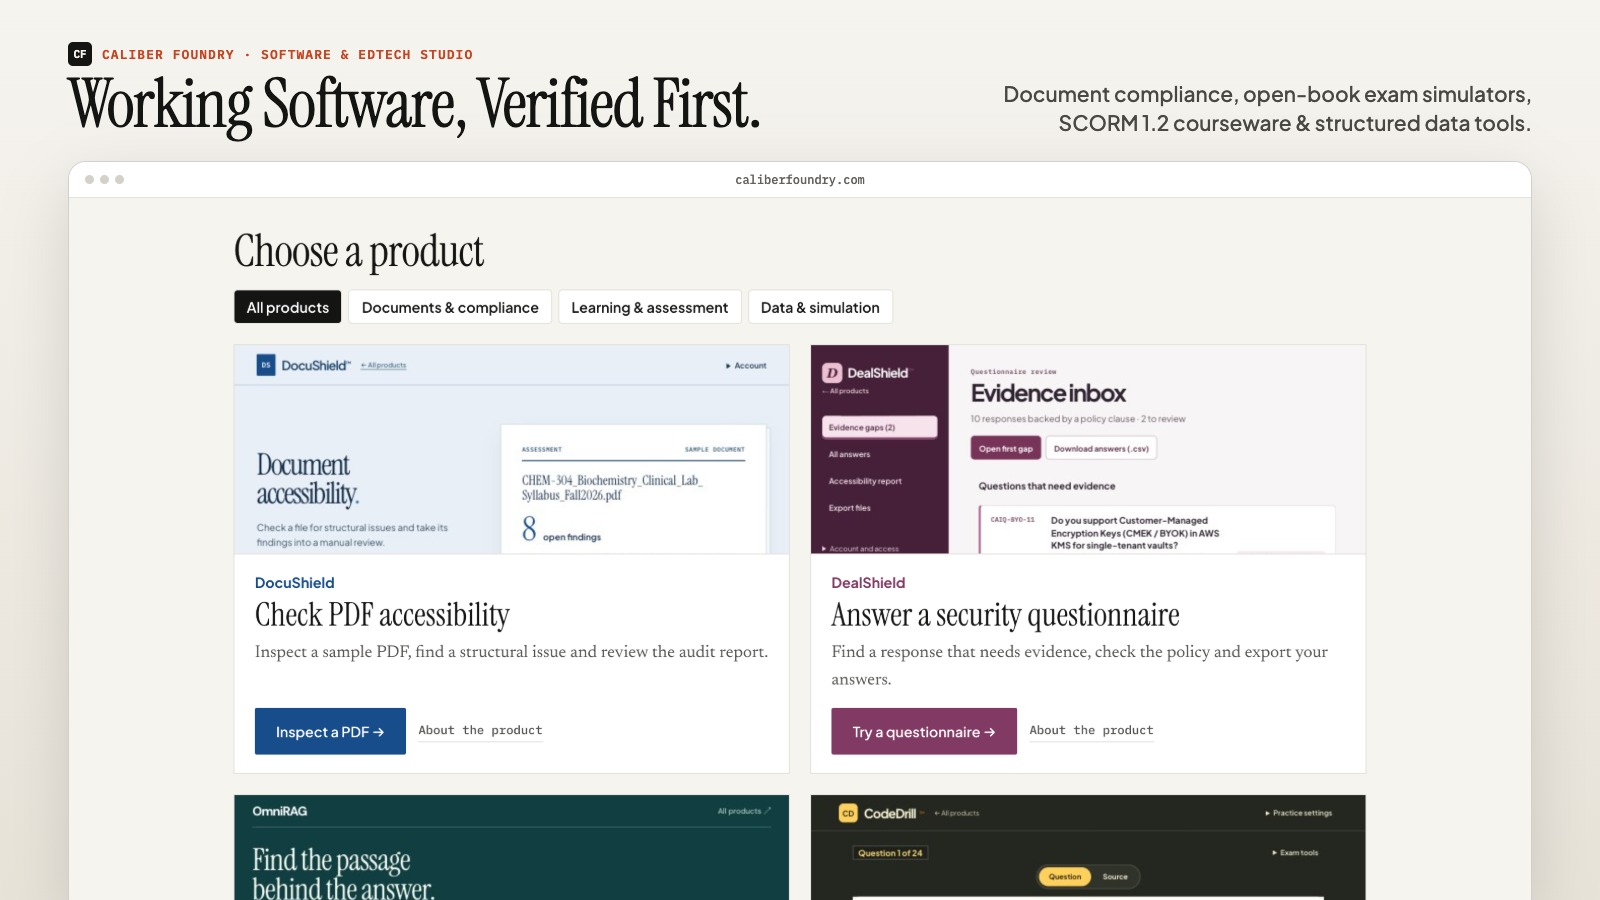 CF CALIBER FOUNDRY · SOFTWARE & EDTECH STUDIO
Working Software, Verified First.
Document compliance, open-book exam simulators,
SCORM 1.2 courseware & structured data tools.
caliberfoundry.com
Choose a product
All products Documents & compliance Learning & assessment Data & simulation
DS DocuShield™ ← All products ▸ Account
Document
accessibility.
Check a file for structural issues and take its
findings into a manual review.
ASSESSMENT SAMPLE DOCUMENT
CHEM-304_Biochemistry_Clinical_Lab_
Syllabus_Fall2026.pdf
8 open findings
DocuShield
Check PDF accessibility
Inspect a sample PDF, find a structural issue and review the audit report.
Inspect a PDF → About the product
D DealShield™
← All products
Evidence gaps (2)
All answers
Accessibility report
Export files
▸ Account and access
Questionnaire review
Evidence inbox
10 responses backed by a policy clause · 2 to review
Open first gap Download answers (.csv)
Questions that need evidence
CAIQ-BYG-11 Do you support Customer-Managed
Encryption Keys (CMEK / BYOK) in AWS
KMS for single-tenant vaults?
DealShield
Answer a security questionnaire
Find a response that needs evidence, check the policy and export your
answers.
Try a questionnaire → About the product
OmniRAG All products ↗
Find the passage
behind the answer.
CD CodeDrill™ ← All products ▸ Practice settings
Question 1 of 24 ▸ Exam tools
Question Source